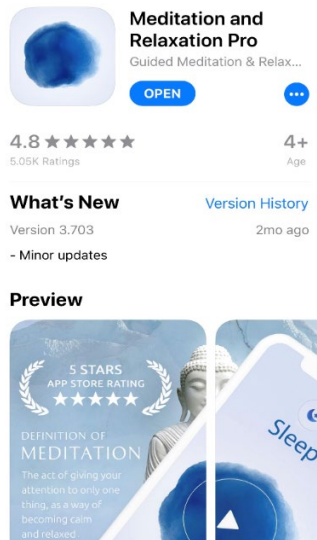 Meditation and
Relaxation Pro
Guided Meditation & Relax...
OPEN
4.8
4+
5.05K Ratings
Age
What's New
Version History
Version 3.703
2mo ago
- Minor updates
Preview
5 STARS
APP STORE RATING
DEFINITION OF
MEDITATION
The act of giving your
attention to only one
thing, as a way of
becoming calm
and relaxed
Sleep